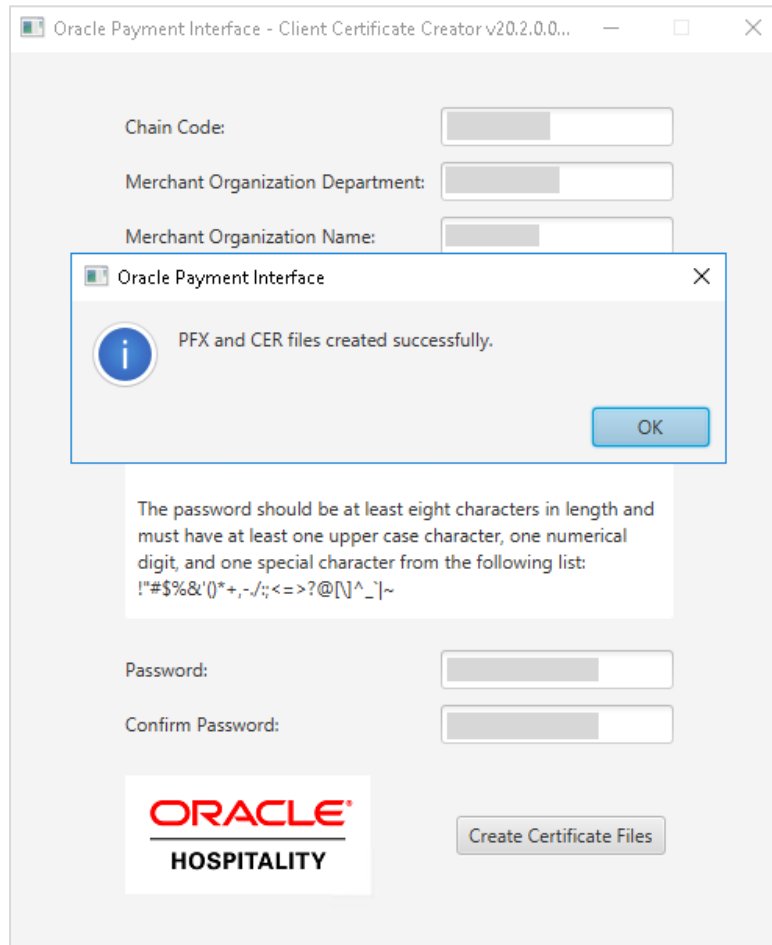 Oracle Payment Interface - Client Certificate Creator v20.2.0.0...
Chain Code:
Merchant Organization Department:
Merchant Organization Name:
Oracle Payment Interface
PFX and CER files created successfully.
OK
The password should be at least eight characters in length and
must have at least one upper case character, one numerical
digit, and one special character from the following list:
!"#$%&'()*+,-./:;<=>?@[\]^_`|~
Password:
Confirm Password:
ORACLE®
HOSPITALITY
Create Certificate Files